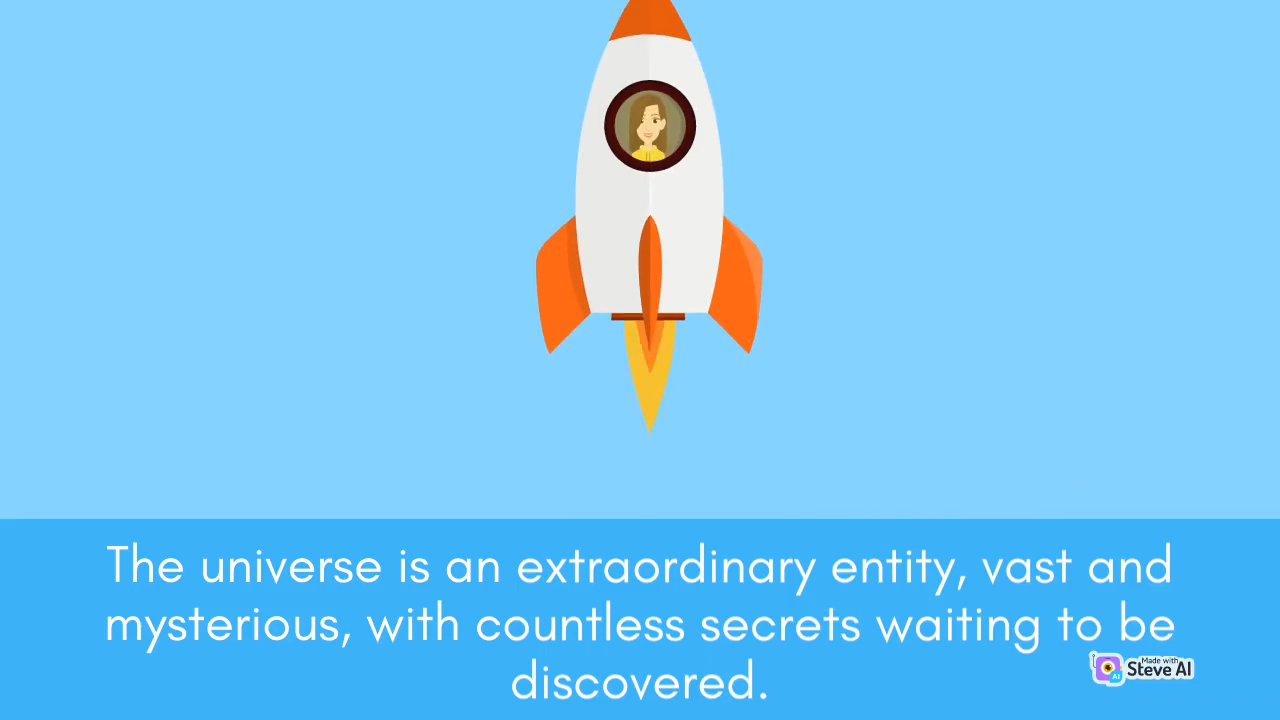 The universe is an extraordinary entity, vast and
mysterious, with countless secrets waiting to be
discovered.
Made with
Steve AI
AI